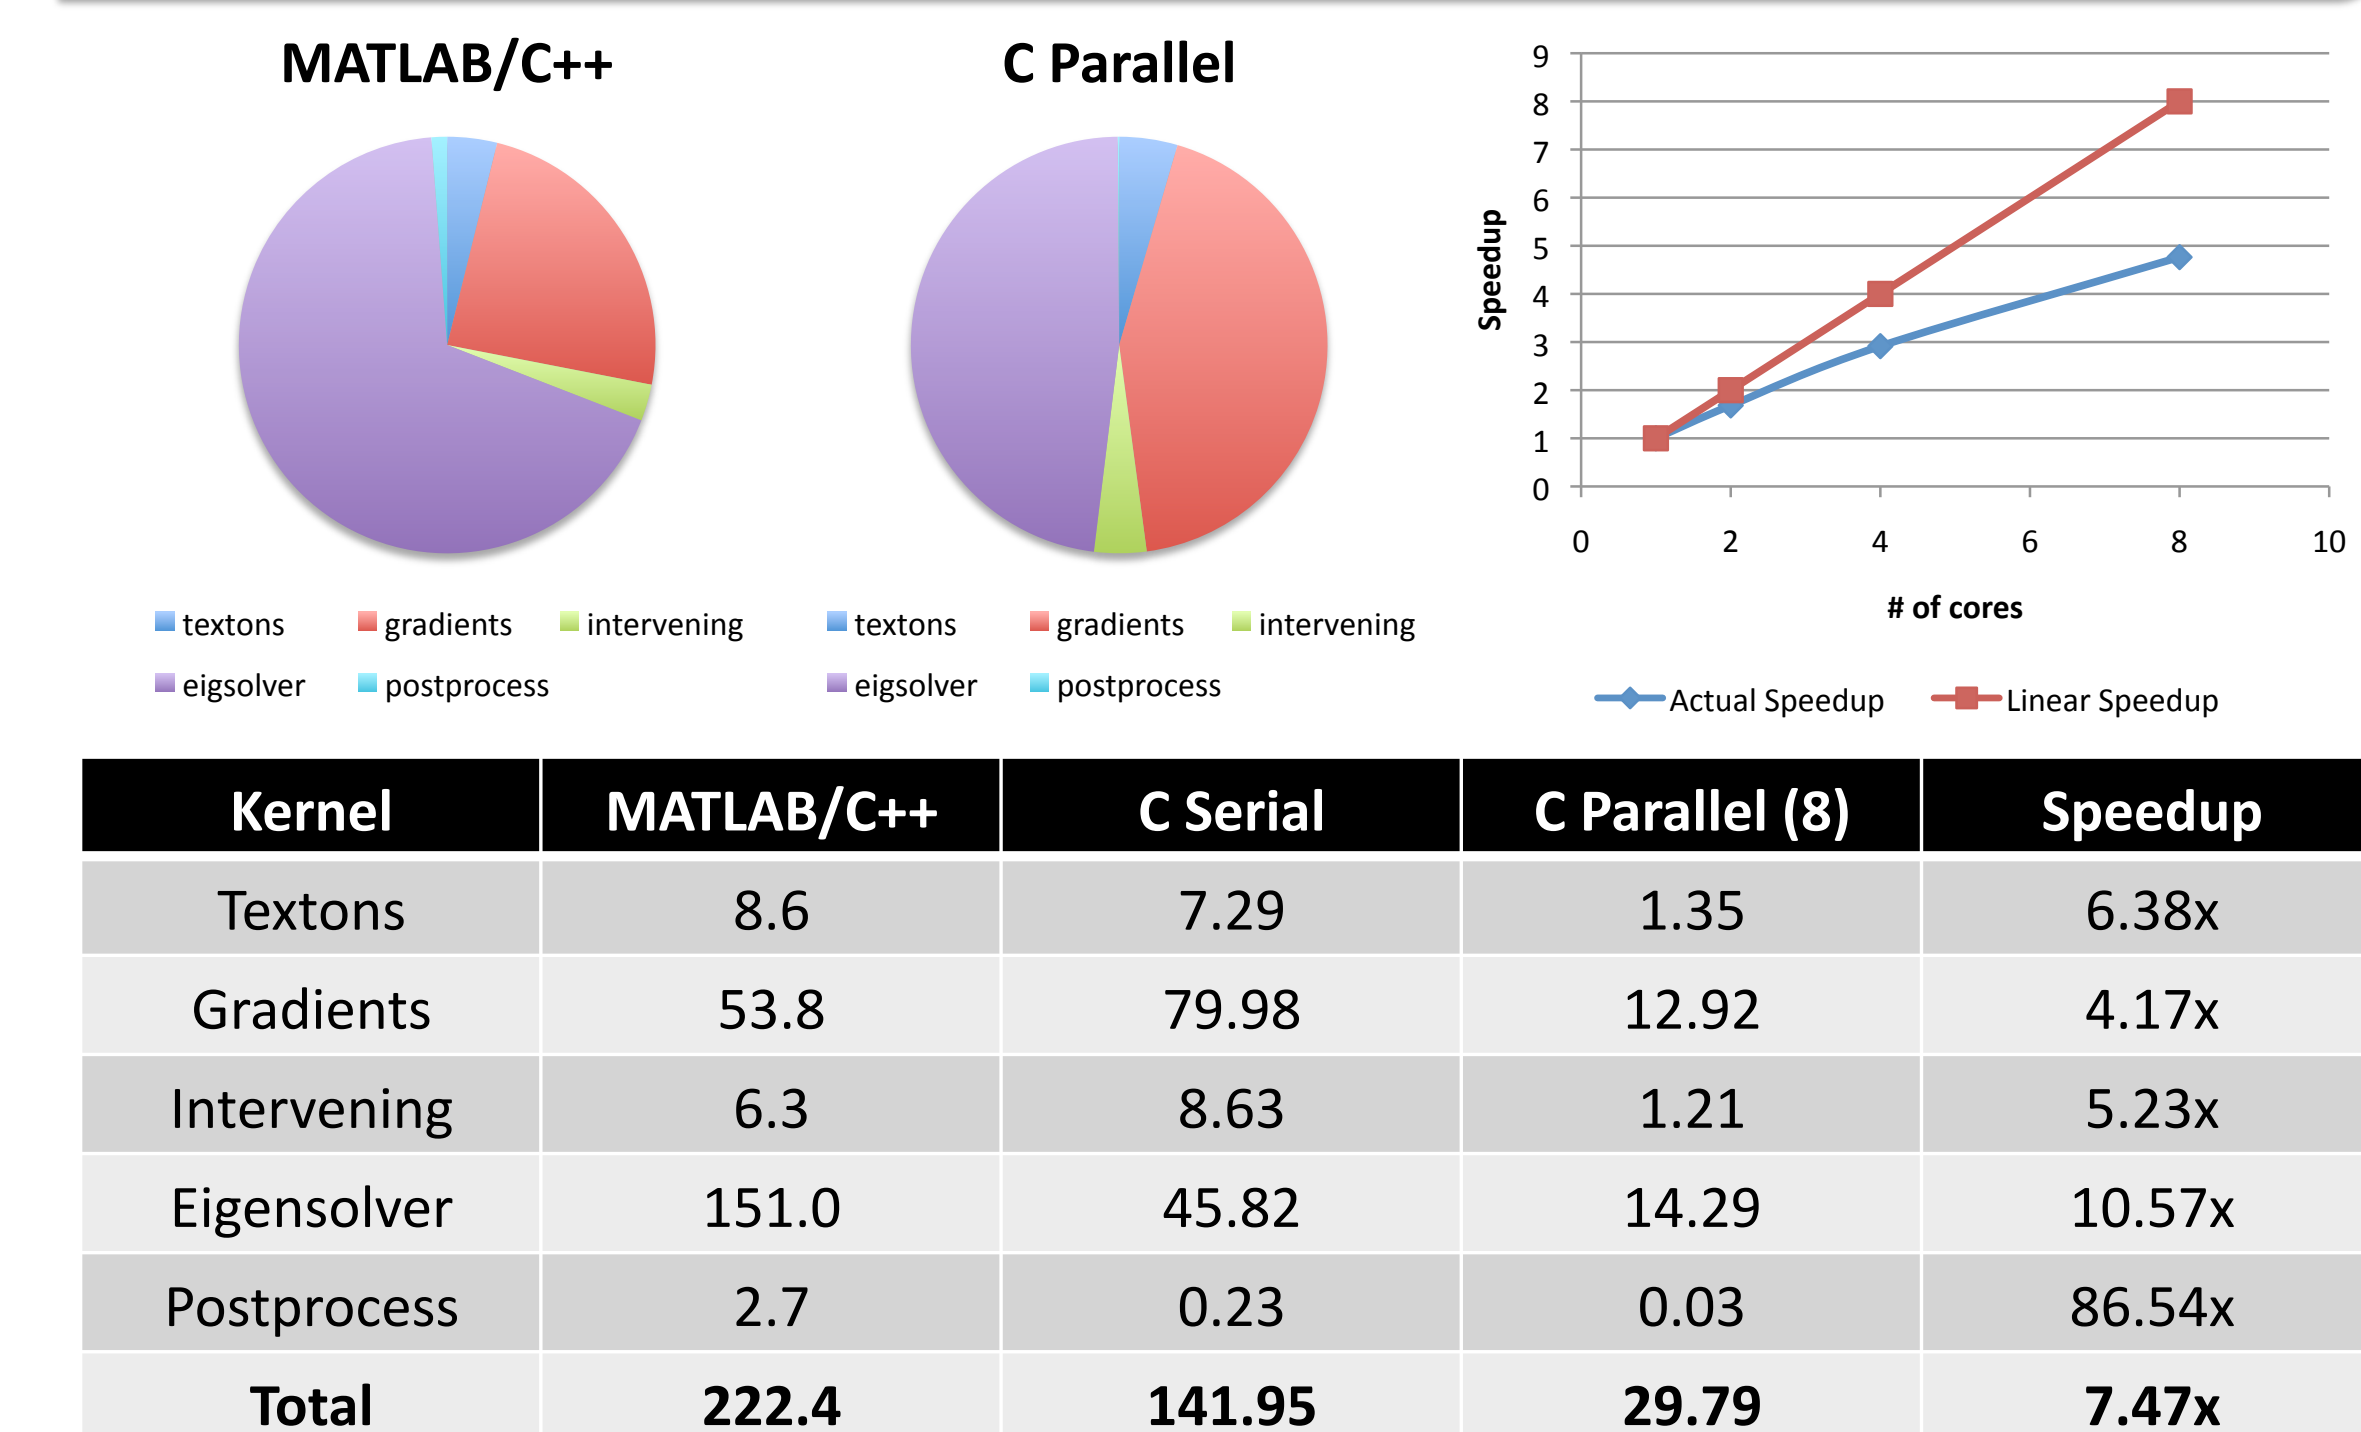 MATLAB/C++
textons gradients intervening
eigsolver postprocess
C Parallel
textons gradients intervening
eigsolver postprocess
9
8
7
6
5
4
3
2
1
0
Speedup
0 2 4 6 8 10
# of cores
Actual Speedup Linear Speedup
Kernel MATLAB/C++ C Serial C Parallel (8) Speedup
Textons 8.6 7.29 1.35 6.38x
Gradients 53.8 79.98 12.92 4.17x
Intervening 6.3 8.63 1.21 5.23x
Eigensolver 151.0 45.82 14.29 10.57x
Postprocess 2.7 0.23 0.03 86.54x
Total 222.4 141.95 29.79 7.47x